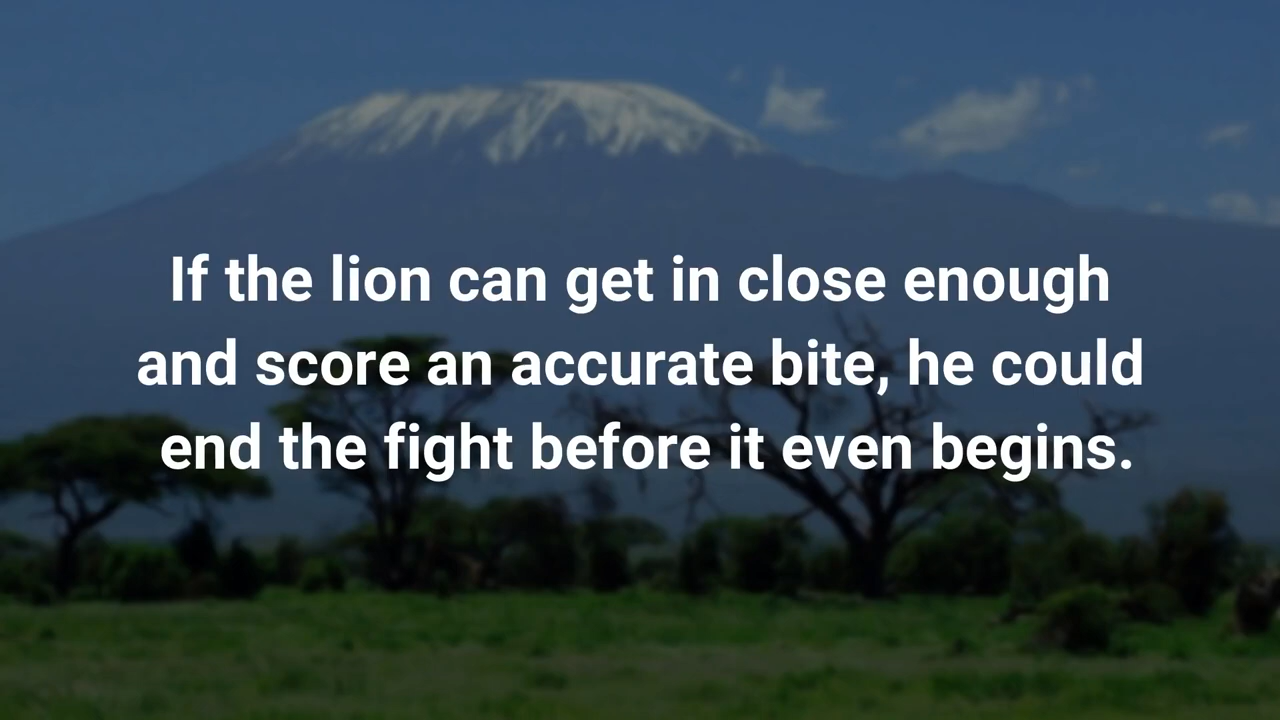 If the lion can get in close enough
and score an accurate bite, he could
end the fight before it even begins.